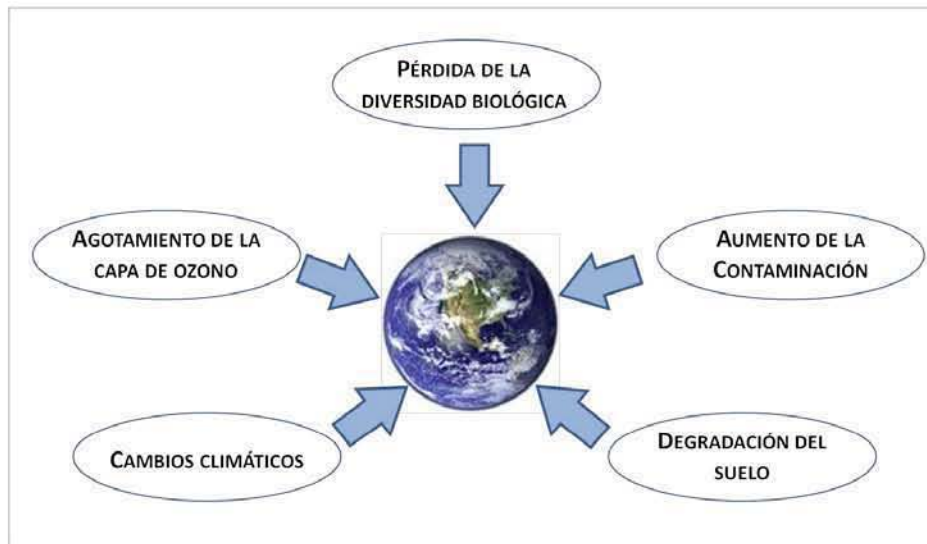 PÉRDIDA DE LA
DIVERSIDAD BIOLÓGICA
AGOTAMIENTO DE LA
CAPA DE OZONO
AUMENTO DE LA
CONTAMINACIÓN
CAMBIOS CLIMÁTICOS
DEGRADACIÓN DEL
SUELO